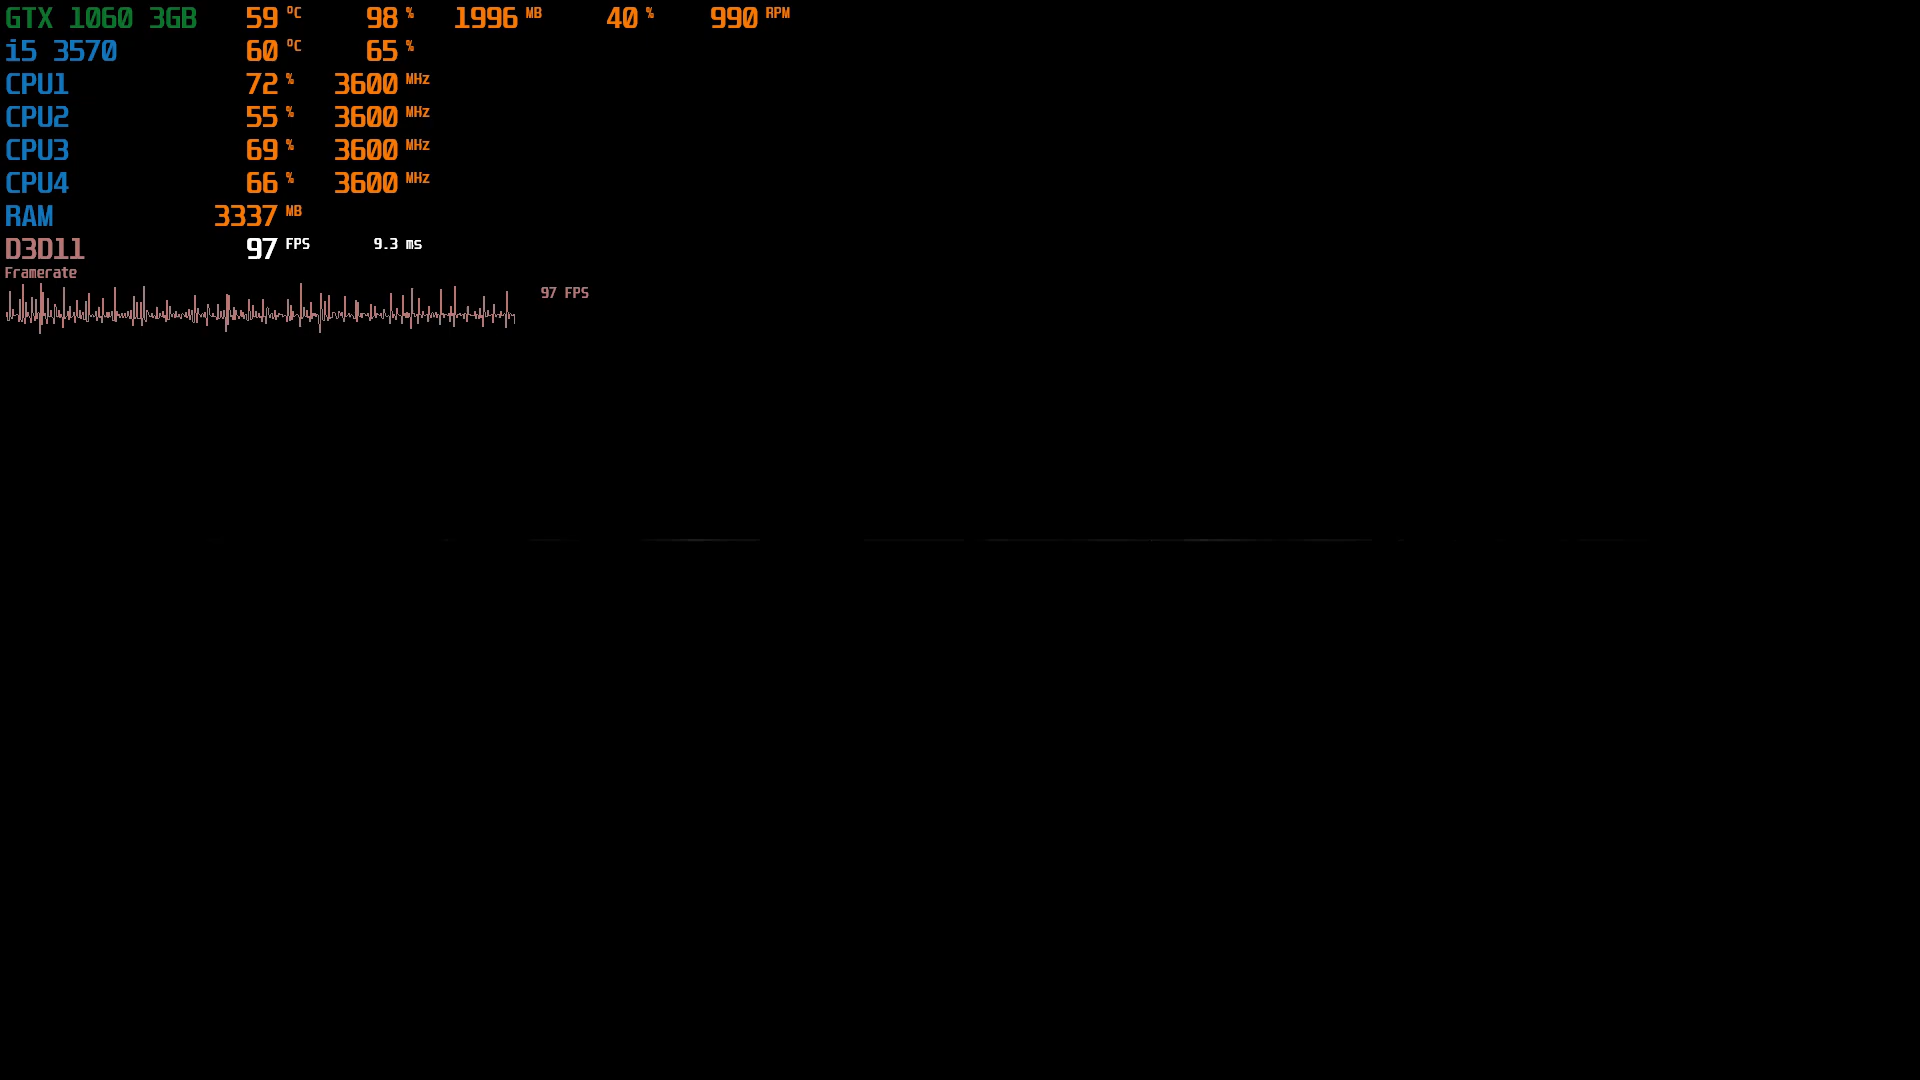 GTX 1060 3GB 59 °C 98 % 1996 MB 40 % 990 RPM
i5 3570 60 °C 65 %
CPU1 72 % 3600 MHz
CPU2 55 % 3600 MHz
CPU3 69 % 3600 MHz
CPU4 66 % 3600 MHz
RAM 3337 MB
D3D11 97 FPS 9.3 ms
Framerate
97 FPS